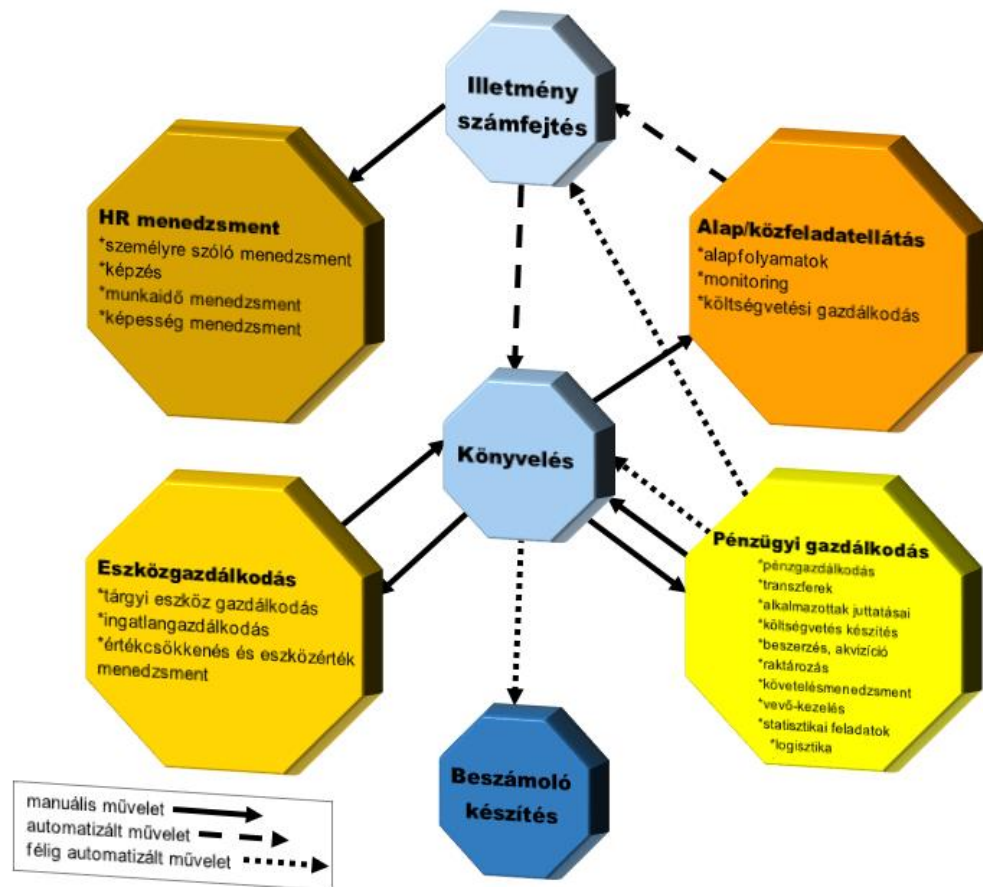 Illetmény
számfejtés
HR menedzsment
*személyre szóló menedzsment
*képzés
*munkaidő menedzsment
*képesség menedzsment
Alap/közfeladatellátás
*alapfolyamatok
*monitoring
*költségvetési gazdálkodás
Könyvelés
Eszközgazdálkodás
*tárgyi eszköz gazdálkodás
*ingatlangazdálkodás
*értékcsökkenés és eszközérték
menedzsment
Pénzügyi gazdálkodás
*pénzgazdálkodás
*transzferek
*alkalmazottak juttatásai
*költségvetés készítés
*beszerzés, akvizíció
*raktározás
*követelésmenedzsment
*vevő-kezelés
*statisztikai feladatok
*logisztika
Beszámoló
készítés
manuális művelet
automatizált művelet
félig automatizált művelet